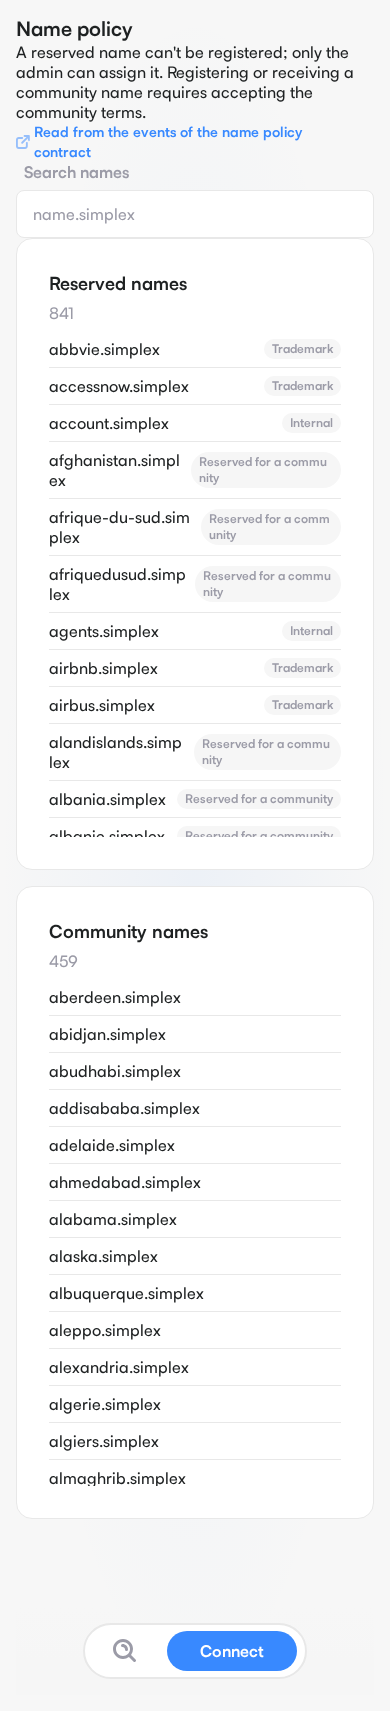 Name policy
A reserved name can't be registered; only the
admin can assign it. Registering or receiving a
community name requires accepting the
community terms.
Read from the events of the name policy
contract
Search names
name.simplex
Reserved names
841
abbvie.simplex Trademark
accessnow.simplex Trademark
account.simplex Internal
afghanistan.simpl
ex
Reserved for a commu
nity
afrique-du-sud.sim
plex
Reserved for a comm
unity
afriquedusud.simp
lex
Reserved for a commu
nity
agents.simplex Internal
airbnb.simplex Trademark
airbus.simplex Trademark
alandislands.simp
lex
Reserved for a commu
nity
albania.simplex Reserved for a community
albanie.simplex Reserved for a community
Community names
459
aberdeen.simplex
abidjan.simplex
abudhabi.simplex
addisababa.simplex
adelaide.simplex
ahmedabad.simplex
alabama.simplex
alaska.simplex
albuquerque.simplex
aleppo.simplex
alexandria.simplex
algerie.simplex
algiers.simplex
almaghrib.simplex
Connect